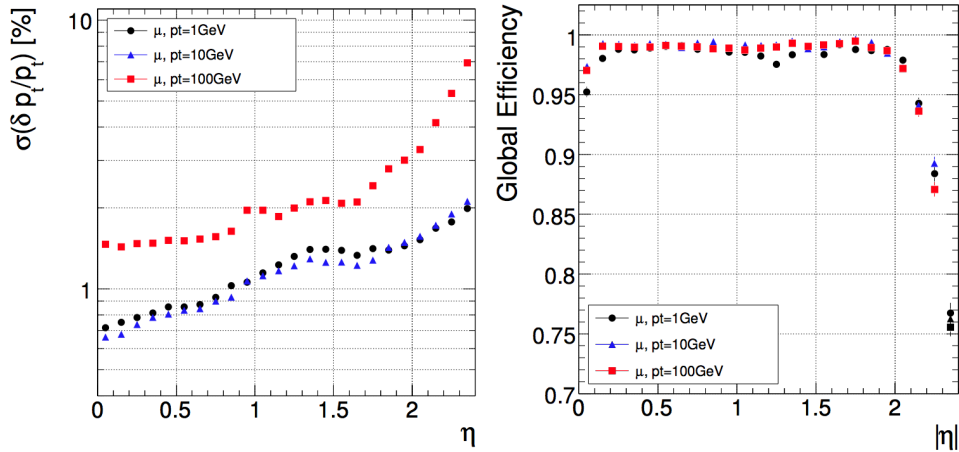 σ(δ pt/pt) [%]
10
1
μ, pt=1GeV
μ, pt=10GeV
μ, pt=100GeV
0 0.5 1 1.5 2
η
Global Efficiency
1
0.95
0.9
0.85
0.8
0.75
0.7
μ, pt=1GeV
μ, pt=10GeV
μ, pt=100GeV
0 0.5 1 1.5 2
|η|